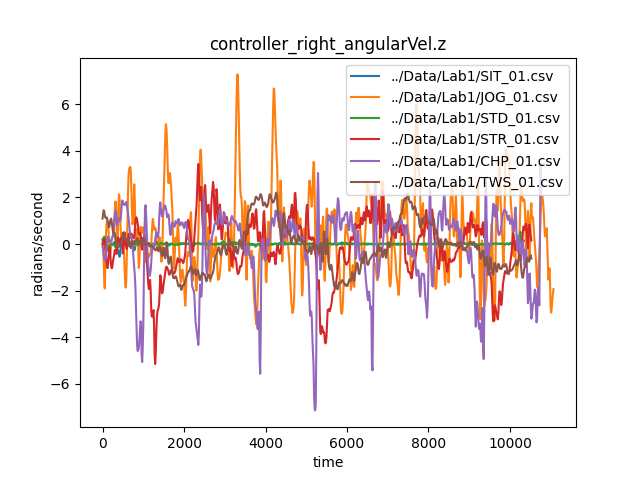 controller_right_angularVel.z
../Data/Lab1/SIT_01.csv
../Data/Lab1/JOG_01.csv
../Data/Lab1/STD_01.csv
../Data/Lab1/STR_01.csv
../Data/Lab1/CHP_01.csv
../Data/Lab1/TWS_01.csv
radians/second
6
4
2
0
−2
−4
−6
0 2000 4000 6000 8000 10000
time